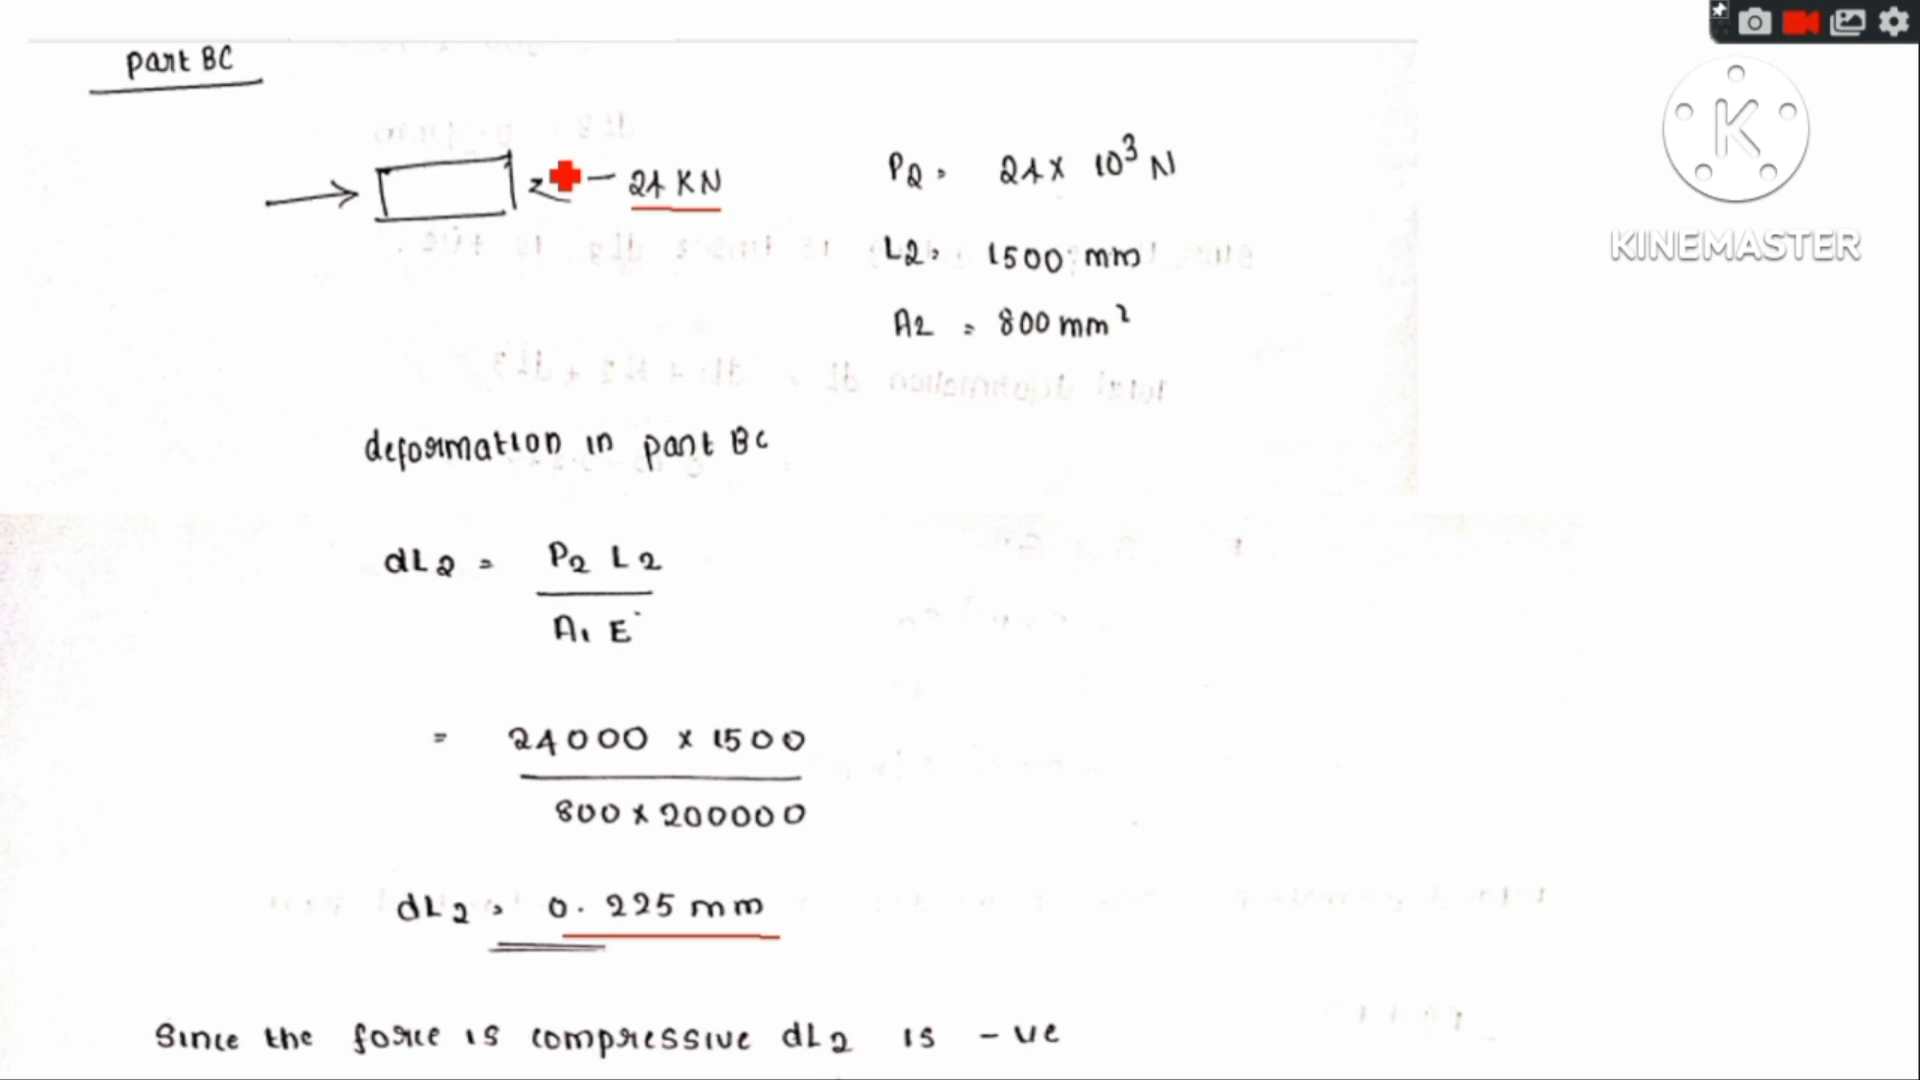 part BC
24 KN
P2 = 24 x 10³ N
L2 = 1500 mm
A2 = 800 mm²
KINEMASTER
deformation in part BC
dL2 = P2 L2
A1 E
= 24000 x 1500
800 x 200000
dL2 = 0.225 mm
Since the force is compressive dL2 is -ve